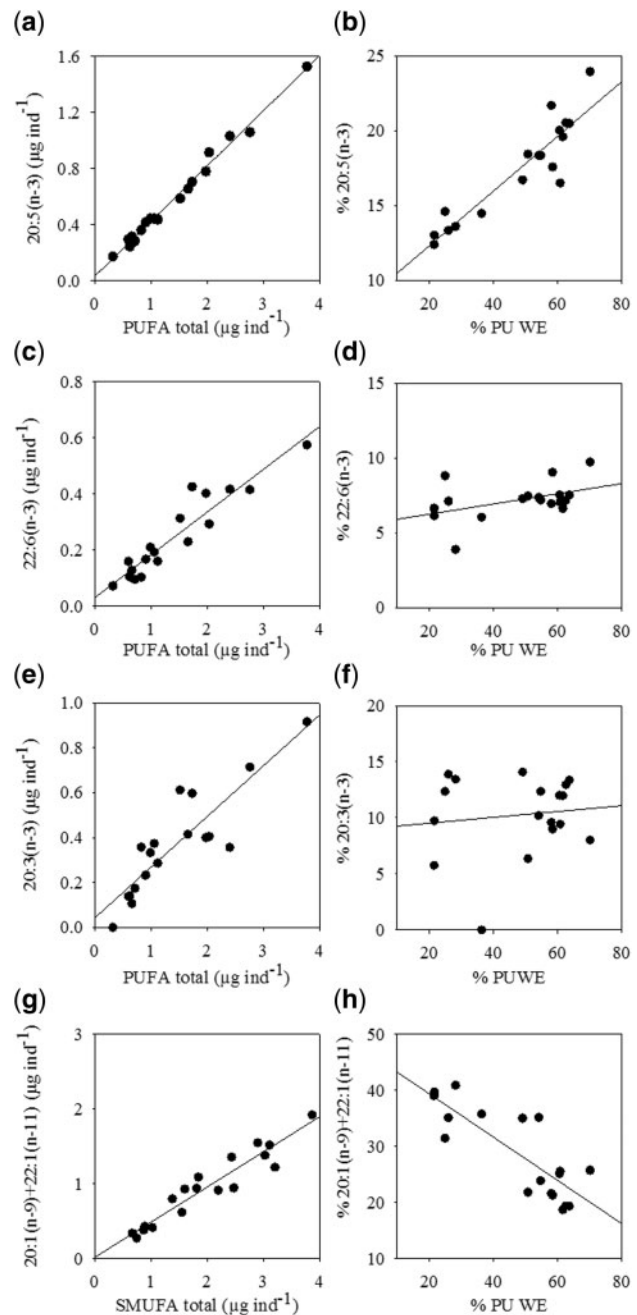 (a)
(b)
20:5(n-3) (µg ind⁻¹)
1.6
1.2
0.8
0.4
0.0
0 1 2 3 4
PUFA total (µg ind⁻¹)
% 20:5(n-3)
25
20
15
10
20 40 60 80
% PU WE
(c)
(d)
22:6(n-3) (µg ind⁻¹)
0.8
0.6
0.4
0.2
0.0
0 1 2 3 4
PUFA total (µg ind⁻¹)
% 22:6(n-3)
15
10
5
0
20 40 60 80
% PU WE
(e)
(f)
20:3(n-3) (µg ind⁻¹)
1.0
0.8
0.6
0.4
0.2
0.0
0 1 2 3 4
PUFA total (µg ind⁻¹)
% 20:3(n-3)
20
15
10
5
0
20 40 60 80
% PUWE
(g)
(h)
20:1(n-9)+22:1(n-11) (µg ind⁻¹)
3
2
1
0
0 1 2 3 4
SMUFA total (µg ind⁻¹)
% 20:1(n-9)+22:1(n-11)
50
40
30
20
10
20 40 60 80
% PU WE